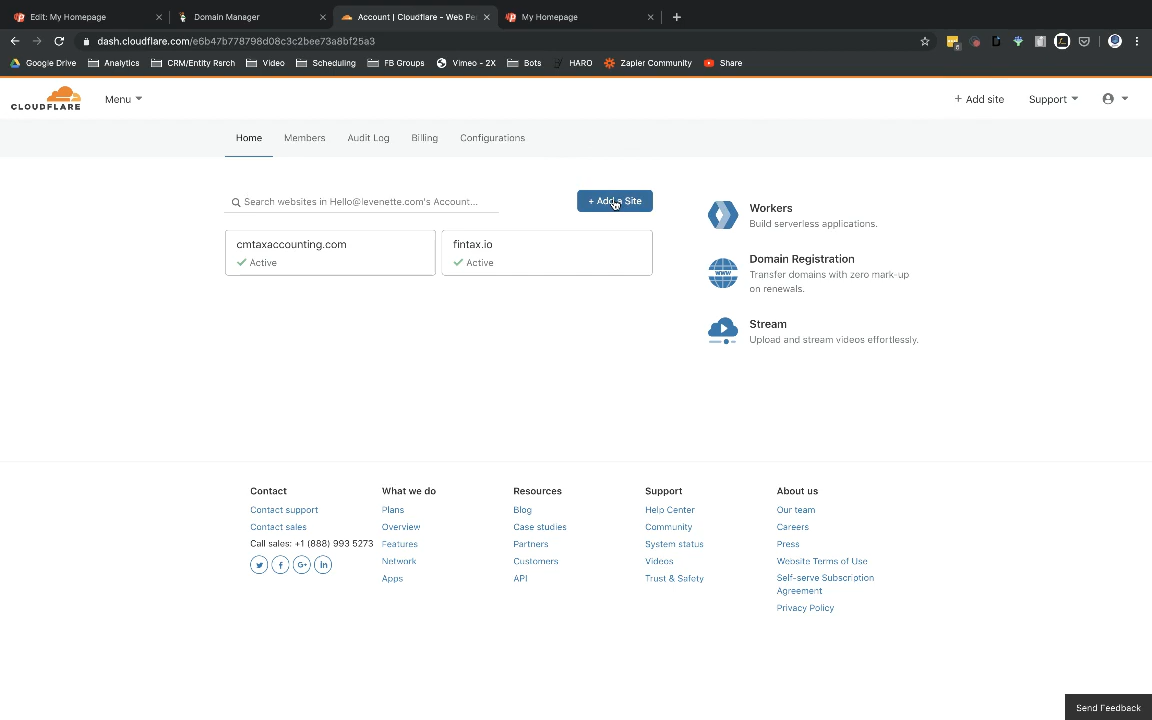 Edit: My Homepage
Domain Manager
Account | Cloudflare - Web Pe
My Homepage
dash.cloudflare.com/e6b47b778798d08c3c2bee73a8bf25a3
Google Drive
Analytics
CRM/Entity Rsrch
Video
Scheduling
FB Groups
Vimeo - 2X
Bots
HARO
Zapier Community
Share
CLOUDFLARE
Menu
+ Add site
Support
Home
Members
Audit Log
Billing
Configurations
Search websites in Hello@levenette.com's Account...
+ Add a Site
cmtaxaccounting.com
Active
fintax.io
Active
Workers
Build serverless applications.
www
Domain Registration
Transfer domains with zero mark-up
on renewals.
Stream
Upload and stream videos effortlessly.
Contact
Contact support
Contact sales
Call sales: +1 (888) 993 5273
What we do
Plans
Overview
Features
Network
Apps
Resources
Blog
Case studies
Partners
Customers
API
Support
Help Center
Community
System status
Videos
Trust & Safety
About us
Our team
Careers
Press
Website Terms of Use
Self-serve Subscription
Agreement
Privacy Policy
Send Feedback